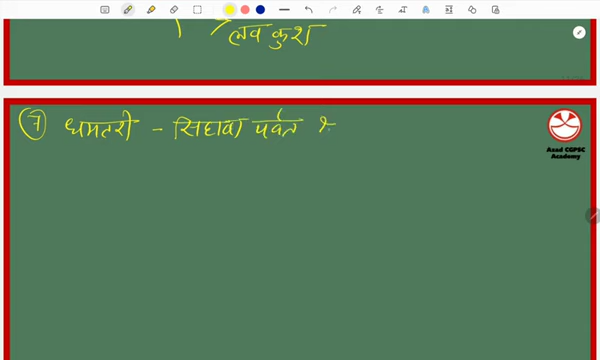 लव कुश
(7) धमतरी - सिहावा पर्वत श्र
Azad CGPSC
Academy